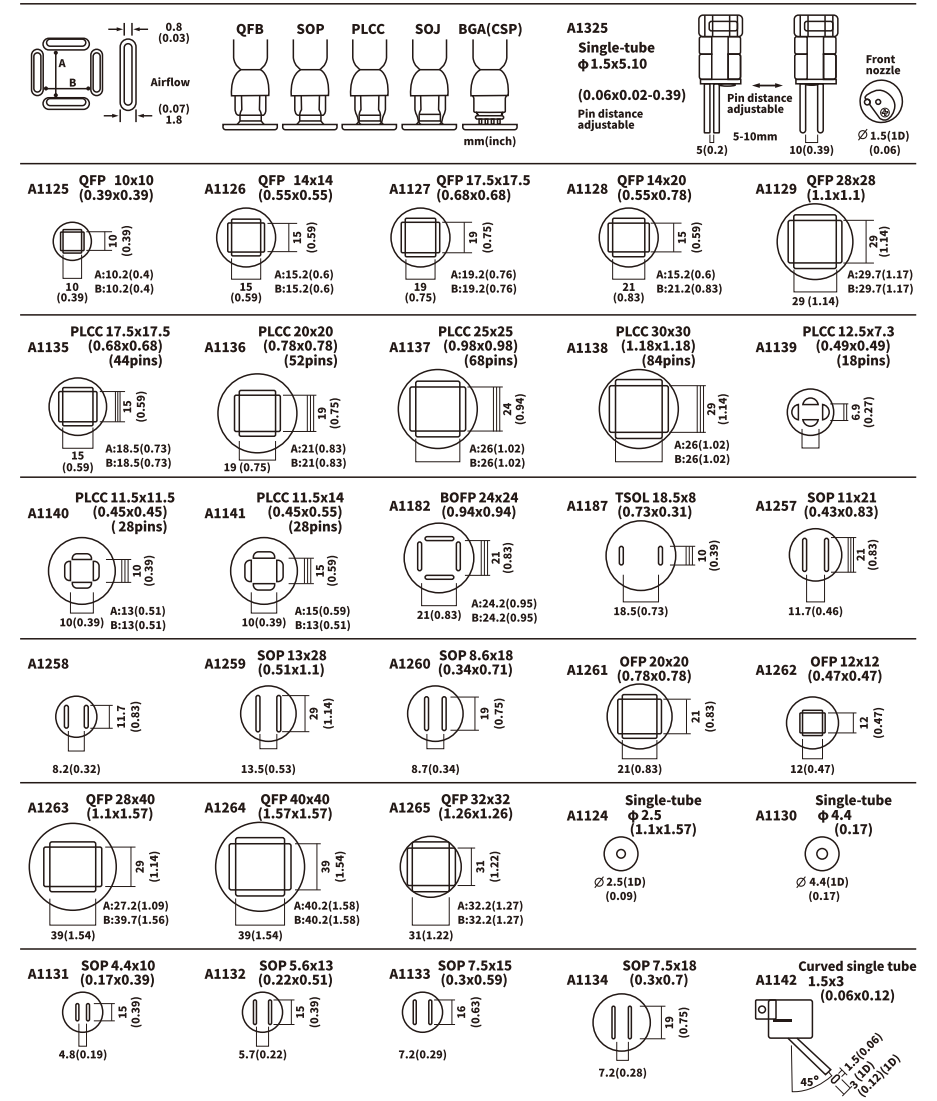 0.8
(0.03)
A
B
Airflow
(0.07)
1.8
QFB SOP PLCC SOJ BGA(CSP)
mm(inch)
A1325
Single-tube
ф1.5x5.10
(0.06x0.02-0.39)
Pin distance
adjustable
Pin distance
adjustable
5-10mm
5(0.2)
10(0.39)
Front
nozzle
∅ 1.5(1D)
(0.06)
A1125 QFP 10x10
(0.39x0.39)
10
(0.39)
A:10.2(0.4)
B:10.2(0.4)
10
(0.39)
A1126 QFP 14x14
(0.55x0.55)
15
(0.59)
A:15.2(0.6)
B:15.2(0.6)
15
(0.59)
A1127 QFP 17.5x17.5
(0.68x0.68)
19
(0.75)
A:19.2(0.76)
B:19.2(0.76)
19
(0.75)
A1128 QFP 14x20
(0.55x0.78)
15
(0.59)
A:15.2(0.6)
B:21.2(0.83)
21
(0.83)
A1129 QFP 28x28
(1.1x1.1)
29
(1.14)
A:29.7(1.17)
B:29.7(1.17)
29 (1.14)
A1135 PLCC 17.5x17.5
(0.68x0.68)
(44pins)
15
(0.59)
A:18.5(0.73)
B:18.5(0.73)
15
(0.59)
A1136 PLCC 20x20
(0.78x0.78)
(52pins)
19
(0.75)
A:21(0.83)
B:21(0.83)
19 (0.75)
A1137 PLCC 25x25
(0.98x0.98)
(68pins)
24
(0.94)
A:26(1.02)
B:26(1.02)
A1138 PLCC 30x30
(1.18x1.18)
(84pins)
29
(1.14)
A:26(1.02)
B:26(1.02)
A1139 PLCC 12.5x7.3
(0.49x0.49)
(18pins)
6.9
(0.27)
A1140 PLCC 11.5x11.5
(0.45x0.45)
( 28pins)
10
(0.39)
10(0.39)
A:13(0.51)
B:13(0.51)
A1141 PLCC 11.5x14
(0.45x0.55)
(28pins)
15
(0.59)
10(0.39)
A:15(0.59)
B:13(0.51)
A1182 BOFP 24x24
(0.94x0.94)
21
(0.83)
21(0.83)
A:24.2(0.95)
B:24.2(0.95)
A1187 TSOL 18.5x8
(0.73x0.31)
10
(0.39)
18.5(0.73)
A1257 SOP 11x21
(0.43x0.83)
21
(0.83)
11.7(0.46)
A1258
11.7
(0.83)
8.2(0.32)
A1259 SOP 13x28
(0.51x1.1)
29
(1.14)
13.5(0.53)
A1260 SOP 8.6x18
(0.34x0.71)
19
(0.75)
8.7(0.34)
A1261 OFP 20x20
(0.78x0.78)
21
(0.83)
21(0.83)
A1262 OFP 12x12
(0.47x0.47)
12
(0.47)
12(0.47)
A1263 QFP 28x40
(1.1x1.57)
29
(1.14)
A:27.2(1.09)
B:39.7(1.56)
39(1.54)
A1264 QFP 40x40
(1.57x1.57)
39
(1.54)
A:40.2(1.58)
B:40.2(1.58)
39(1.54)
A1265 QFP 32x32
(1.26x1.26)
31
(1.22)
A:32.2(1.27)
B:32.2(1.27)
31(1.22)
A1124 Single-tube
ф2.5
(1.1x1.57)
∅ 2.5(1D)
(0.09)
A1130 Single-tube
ф 4.4
(0.17)
∅ 4.4(1D)
(0.17)
A1131 SOP 4.4x10
(0.17x0.39)
15
(0.39)
4.8(0.19)
A1132 SOP 5.6x13
(0.22x0.51)
15
(0.39)
5.7(0.22)
A1133 SOP 7.5x15
(0.3x0.59)
16
(0.63)
7.2(0.29)
A1134 SOP 7.5x18
(0.3x0.7)
19
(0.75)
7.2(0.28)
A1142 Curved single tube
1.5x3
(0.06x0.12)
45°
1.5(0.06)
3 (1D)
(0.12)(1D)